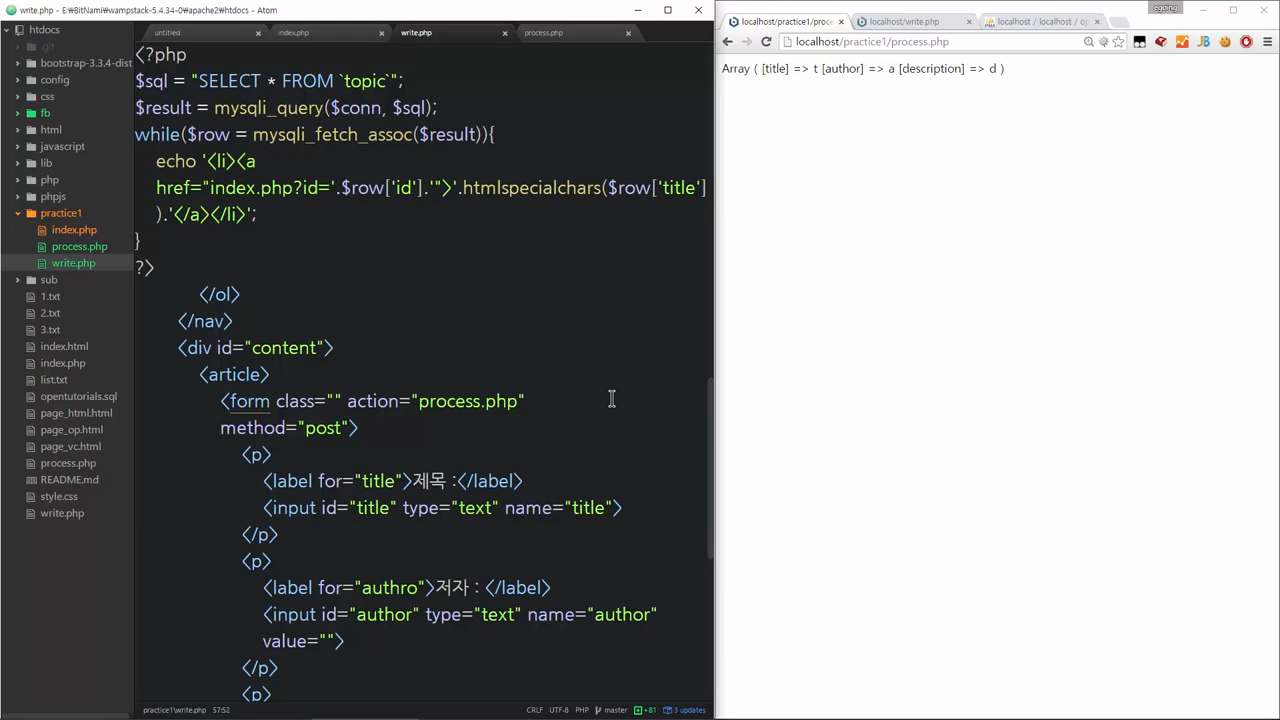 write.php - E:\BitNami\wampstack-5.4.34-0\apache2\htdocs - Atom
htdocs
.git
bootstrap-3.3.4-dist
config
css
fb
html
javascript
lib
php
phpjs
practice1
index.php
process.php
write.php
sub
1.txt
2.txt
3.txt
index.html
index.php
list.txt
opentutorials.sql
page_html.html
page_op.html
page_vc.html
process.php
README.md
style.css
write.php
untitled
index.php
write.php
process.php
<?php
$sql = "SELECT * FROM `topic`";
$result = mysqli_query($conn, $sql);
while($row = mysqli_fetch_assoc($result)){
echo '<li><a
href="index.php?id='.$row['id'].'">'.htmlspecialchars($row['title']
).'</a></li>';
}
?>
</ol>
</nav>
<div id="content">
<article>
<form class="" action="process.php"
method="post">
<p>
<label for="title">제목 :</label>
<input id="title" type="text" name="title">
</p>
<p>
<label for="authro">저자 : </label>
<input id="author" type="text" name="author"
value="">
</p>
<p>
practice1\write.php 57:52
CRLF UTF-8 PHP master +81 3 updates
egoing
localhost/practice1/proce
localhost/write.php
localhost / localhost / op
localhost/practice1/process.php
Array ( [title] => t [author] => a [description] => d )